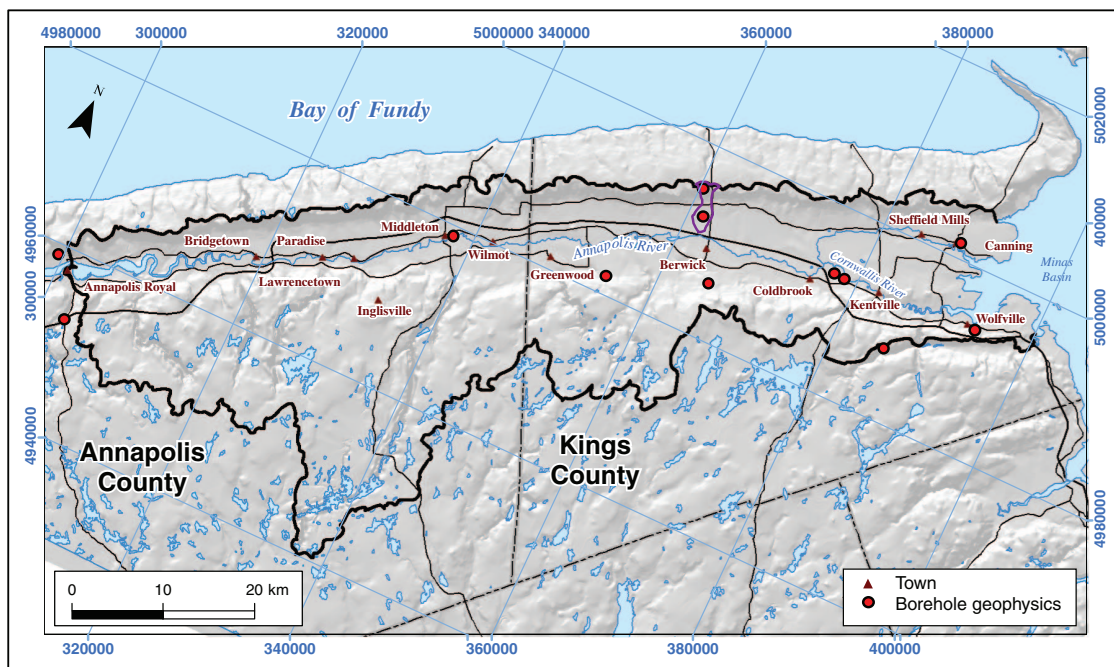 4980000 300000 320000 5000000 340000 360000 380000
N
Bay of Fundy
5020000
4960000
Bridgetown Paradise Middleton Sheffield Mills
400000
Annapolis River
Wilmot Canning
Minas
Basin
Annapolis Royal Lawrencetown Greenwood Berwick Cornwallis River
300000
Coldbrook Kentville
Inglisville Wolfville
5000000
4940000
Annapolis
County
Kings
County
4980000
0 10 20 km
Town
Borehole geophysics
320000 340000 360000 380000 400000